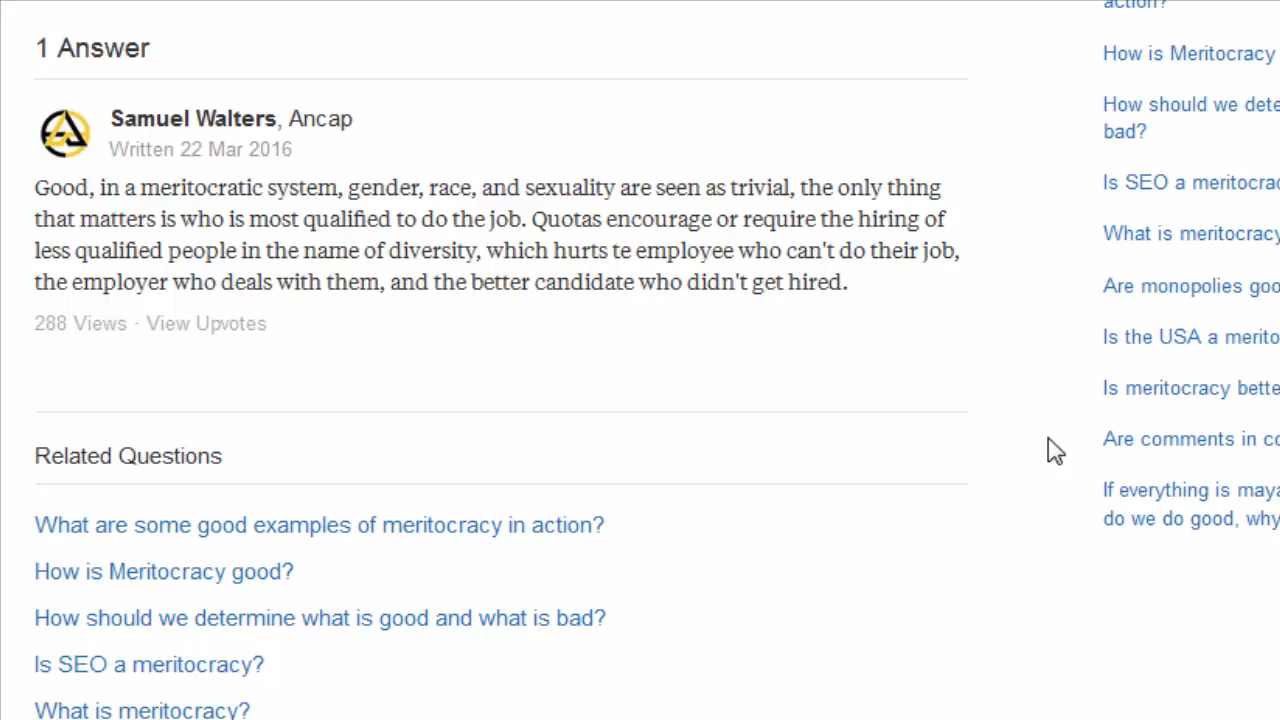 action?
1 Answer
How is Meritocracy
Samuel Walters, Ancap
How should we dete
bad?
Written 22 Mar 2016
Good, in a meritocratic system, gender, race, and sexuality are seen as trivial, the only thing
that matters is who is most qualified to do the job. Quotas encourage or require the hiring of
less qualified people in the name of diversity, which hurts te employee who can't do their job,
the employer who deals with them, and the better candidate who didn't get hired.
288 Views · View Upvotes
Is SEO a meritocrac
What is meritocracy
Are monopolies goo
Is the USA a merito
Is meritocracy bette
Are comments in co
If everything is maya
do we do good, why
Related Questions
What are some good examples of meritocracy in action?
How is Meritocracy good?
How should we determine what is good and what is bad?
Is SEO a meritocracy?
What is meritocracy?